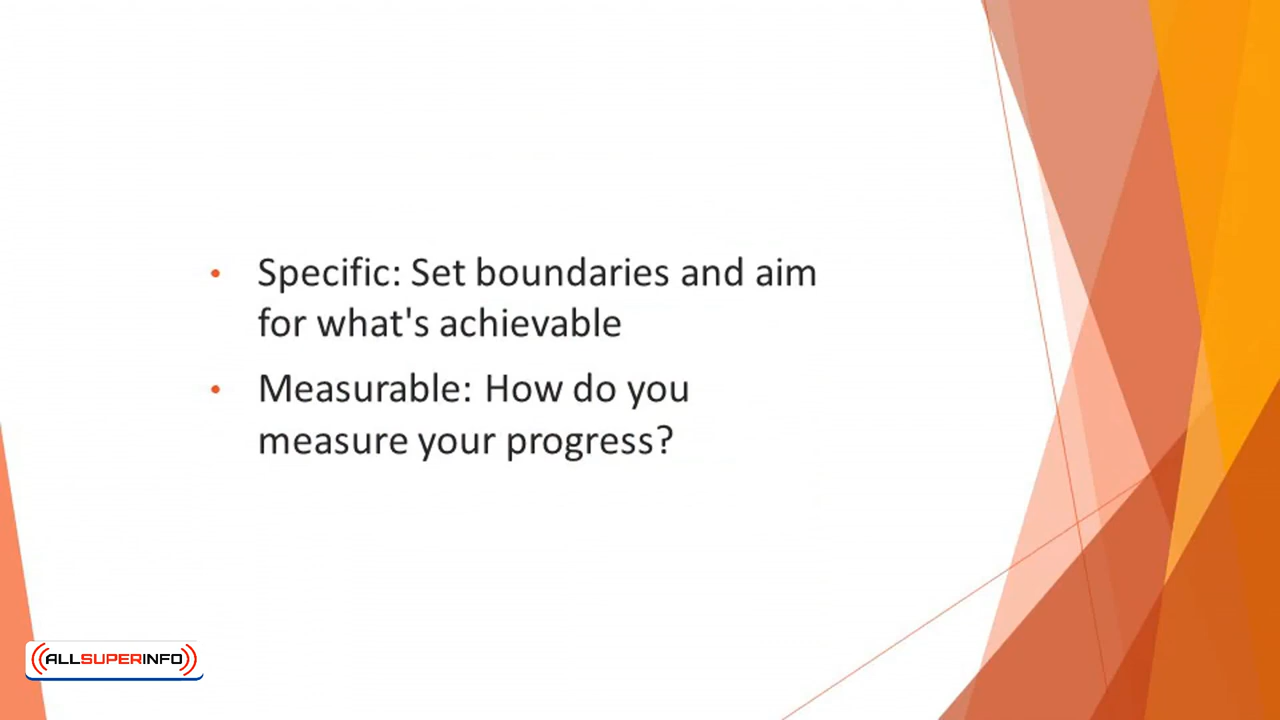 • Specific: Set boundaries and aim
for what's achievable
• Measurable: How do you
measure your progress?
ALLSUPERINFO